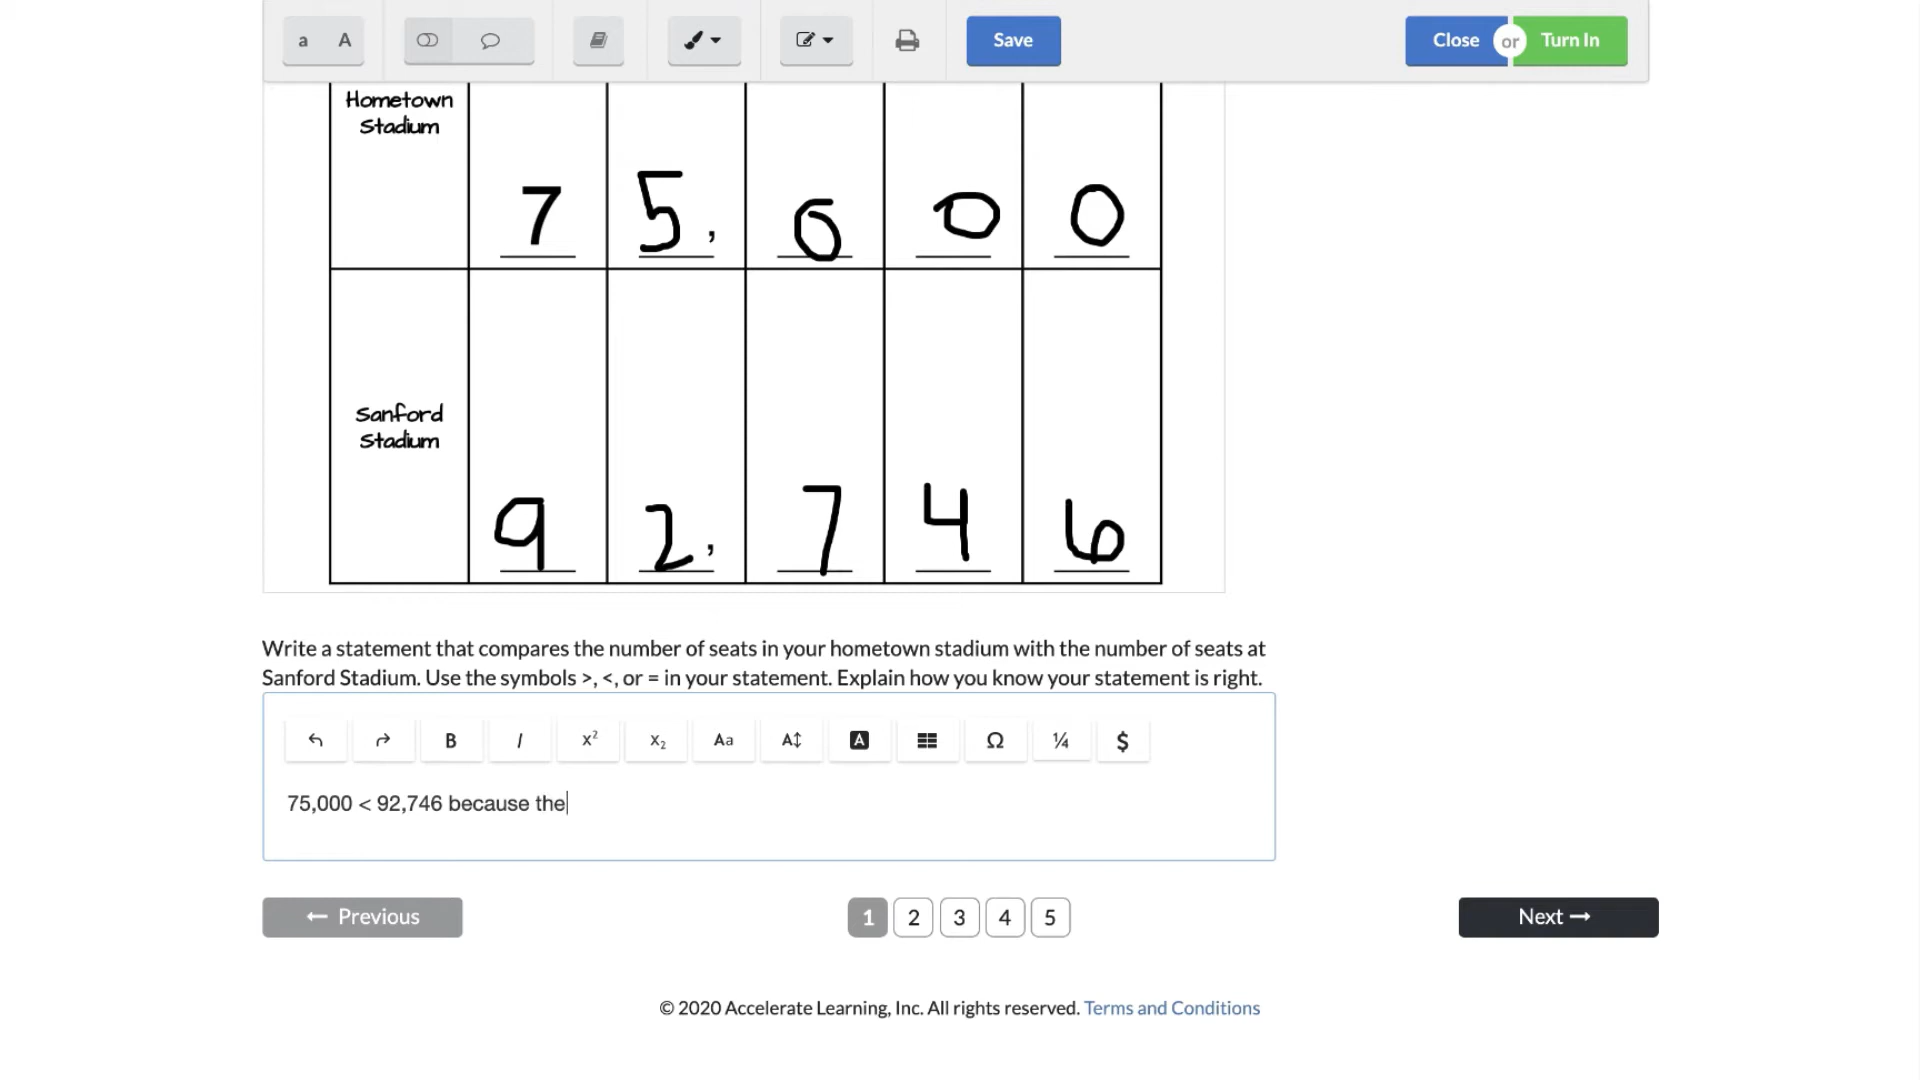 a A Save Close or Turn In
Hometown
Stadium
7 5, 0 0 0
Sanford
Stadium
9 2, 7 4 6
Write a statement that compares the number of seats in your hometown stadium with the number of seats at
Sanford Stadium. Use the symbols >, <, or = in your statement. Explain how you know your statement is right.
B I x² x₂ Aa A↕ A Ω ¼ $
75,000 < 92,746 because the
← Previous 1 2 3 4 5 Next →
© 2020 Accelerate Learning, Inc. All rights reserved. Terms and Conditions